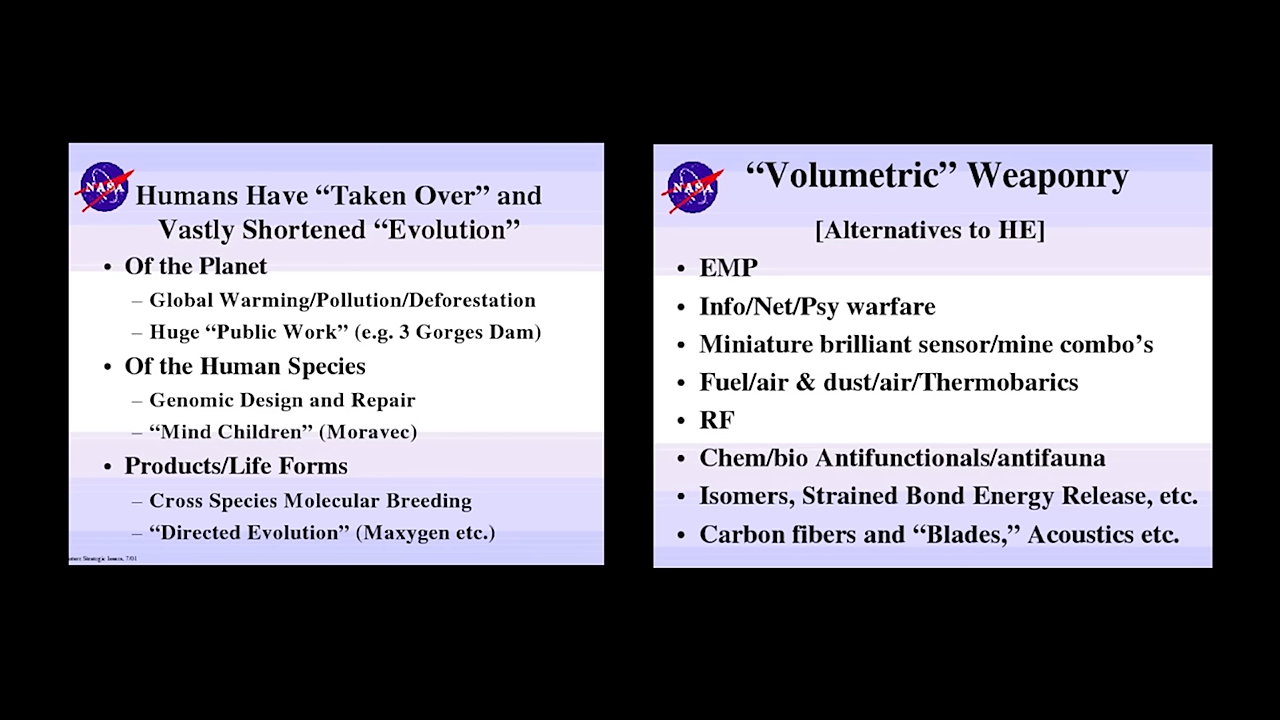 NASA
Humans Have “Taken Over” and
Vastly Shortened “Evolution”
• Of the Planet
– Global Warming/Pollution/Deforestation
– Huge “Public Work” (e.g. 3 Gorges Dam)
• Of the Human Species
– Genomic Design and Repair
– “Mind Children” (Moravec)
• Products/Life Forms
– Cross Species Molecular Breeding
– “Directed Evolution” (Maxygen etc.)
Strategic Issues, 7/01
NASA
“Volumetric” Weaponry
[Alternatives to HE]
• EMP
• Info/Net/Psy warfare
• Miniature brilliant sensor/mine combo’s
• Fuel/air & dust/air/Thermobarics
• RF
• Chem/bio Antifunctionals/antifauna
• Isomers, Strained Bond Energy Release, etc.
• Carbon fibers and “Blades,” Acoustics etc.